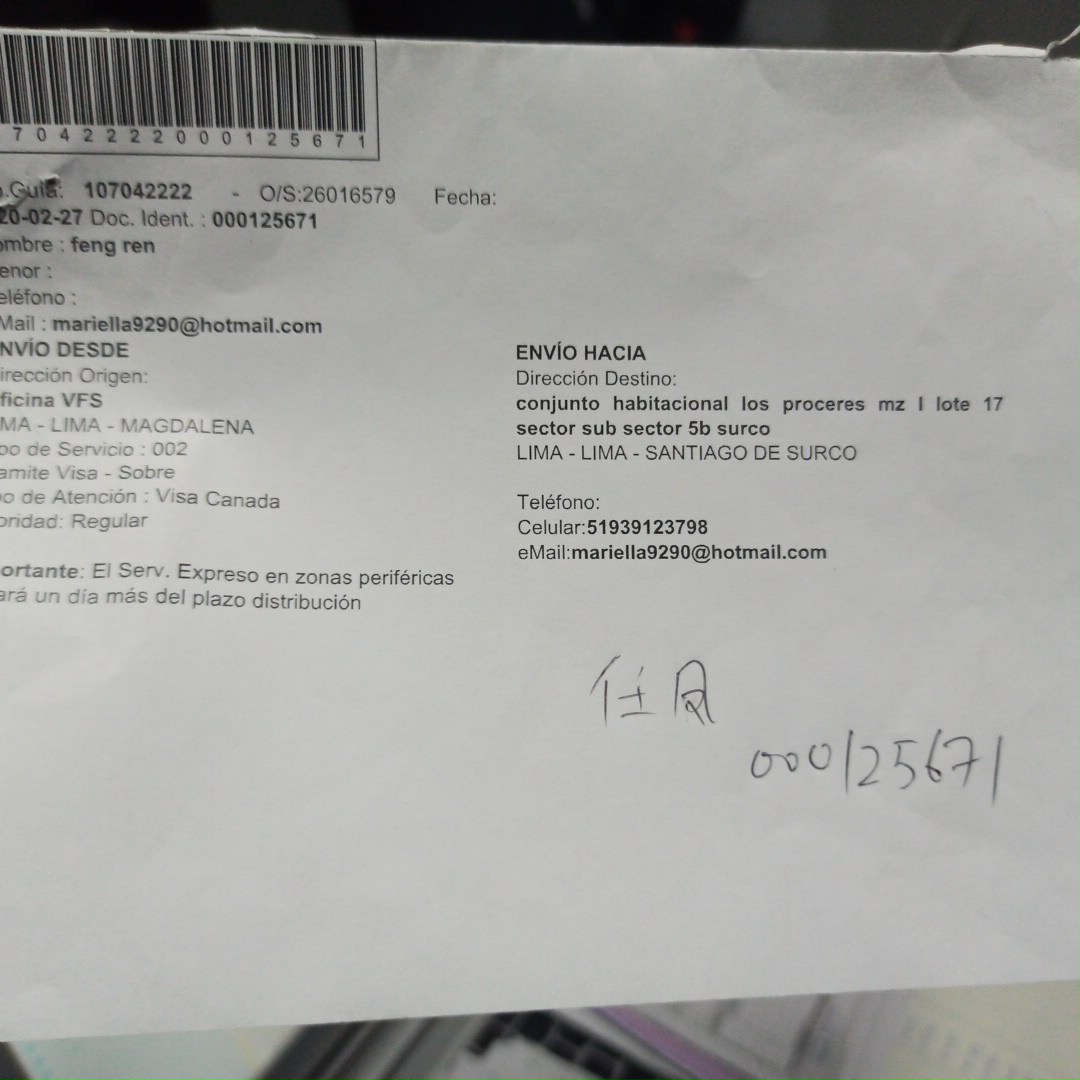 7042222000125671
.Guia: 107042222 - O/S:26016579 Fecha:
20-02-27 Doc. Ident. : 000125671
ombre : feng ren
enor :
eléfono :
Mail : mariella9290@hotmail.com
NVÍO DESDE
irección Origen:
ficina VFS
MA - LIMA - MAGDALENA
po de Servicio : 002
amite Visa - Sobre
po de Atención : Visa Canada
oridad: Regular
ortante: El Serv. Expreso en zonas periféricas
ará un día más del plazo distribución
ENVÍO HACIA
Dirección Destino:
conjunto habitacional los proceres mz I lote 17
sector sub sector 5b surco
LIMA - LIMA - SANTIAGO DE SURCO
Teléfono:
Celular:51939123798
eMail:mariella9290@hotmail.com
任风
000125671